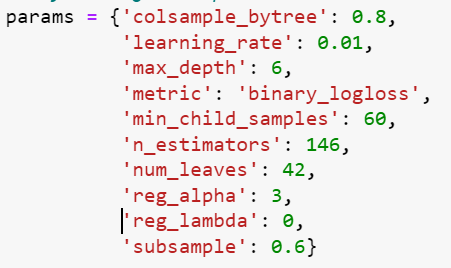 params = {'colsample_bytree': 0.8,
'learning_rate': 0.01,
'max_depth': 6,
'metric': 'binary_logloss',
'min_child_samples': 60,
'n_estimators': 146,
'num_leaves': 42,
'reg_alpha': 3,
'reg_lambda': 0,
'subsample': 0.6}